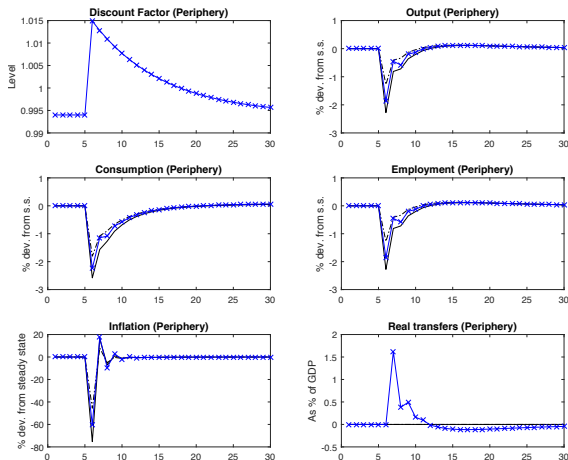 Discount Factor (Periphery)
Level
1.015
1.01
1.005
1
0.995
0.99
0 5 10 15 20 25 30
Output (Periphery)
% dev. from s.s.
1
0
-1
-2
-3
0 5 10 15 20 25 30
Consumption (Periphery)
% dev. from s.s.
1
0
-1
-2
-3
0 5 10 15 20 25 30
Employment (Periphery)
% dev. from s.s.
1
0
-1
-2
-3
0 5 10 15 20 25 30
Inflation (Periphery)
% dev. from steady state
20
0
-20
-40
-60
-80
0 5 10 15 20 25 30
Real transfers (Periphery)
As % of GDP
2
1.5
1
0.5
0
-0.5
0 5 10 15 20 25 30